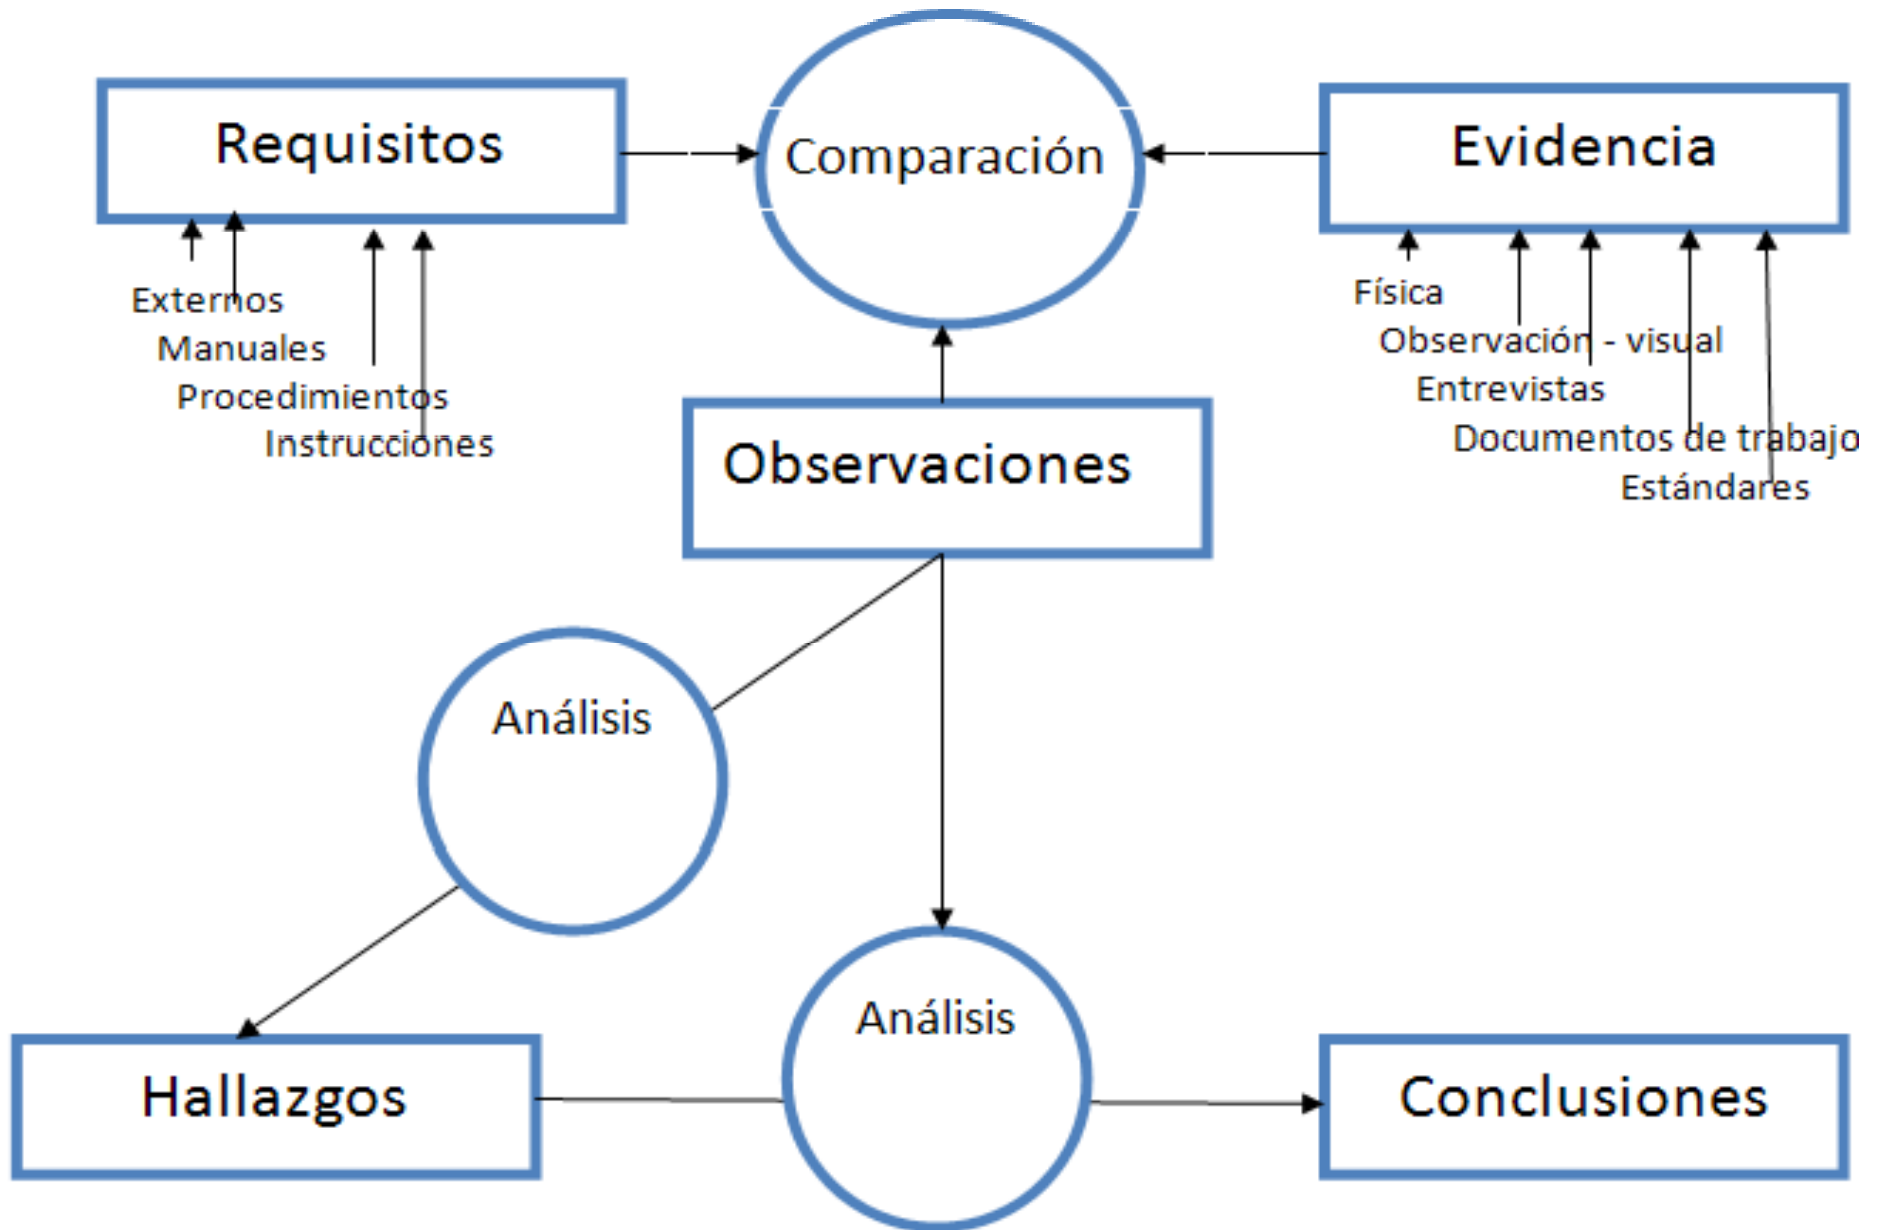 Requisitos
Comparación
Evidencia
Externos
Manuales
Procedimientos
Instrucciones
Física
Observación - visual
Entrevistas
Documentos de trabajo
Estándares
Observaciones
Análisis
Análisis
Hallazgos
Conclusiones